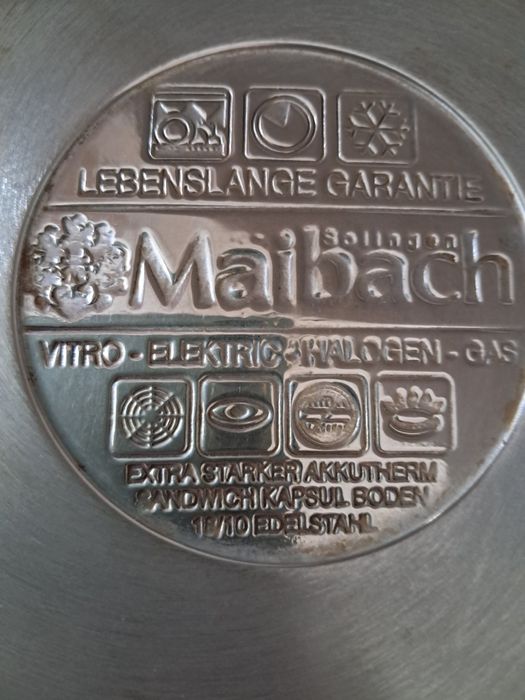 LEBENSLANGE GARANTIE
Solingen
Maibach
VITRO - ELEKTRIC - HALOGEN - GAS
EXTRA STARKER AKKUTHERM
SANDWICH KAPSUL BODEN
18/10 EDELSTAHL